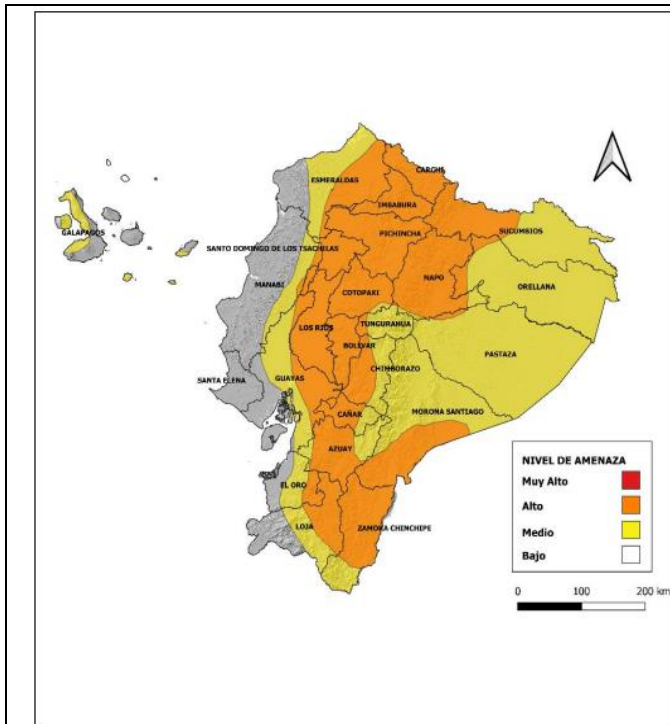 CARCHI
ESMERALDAS
IMBABURA
GALAPAGOS
PICHINCHA
SUCUMBIOS
SANTO DOMINGO DE LOS TSACHILAS
NAPO
MANABI
ORELLANA
COTOPAXI
TUNGURAHUA
LOS RIOS
BOLIVAR
PASTAZA
CHIMBORAZO
SANTA ELENA
GUAYAS
MORONA SANTIAGO
CAÑAR
AZUAY
EL ORO
LOJA
ZAMORA CHINCHIPE
NIVEL DE AMENAZA
Muy Alto
Alto
Medio
Bajo
0 100 200 km